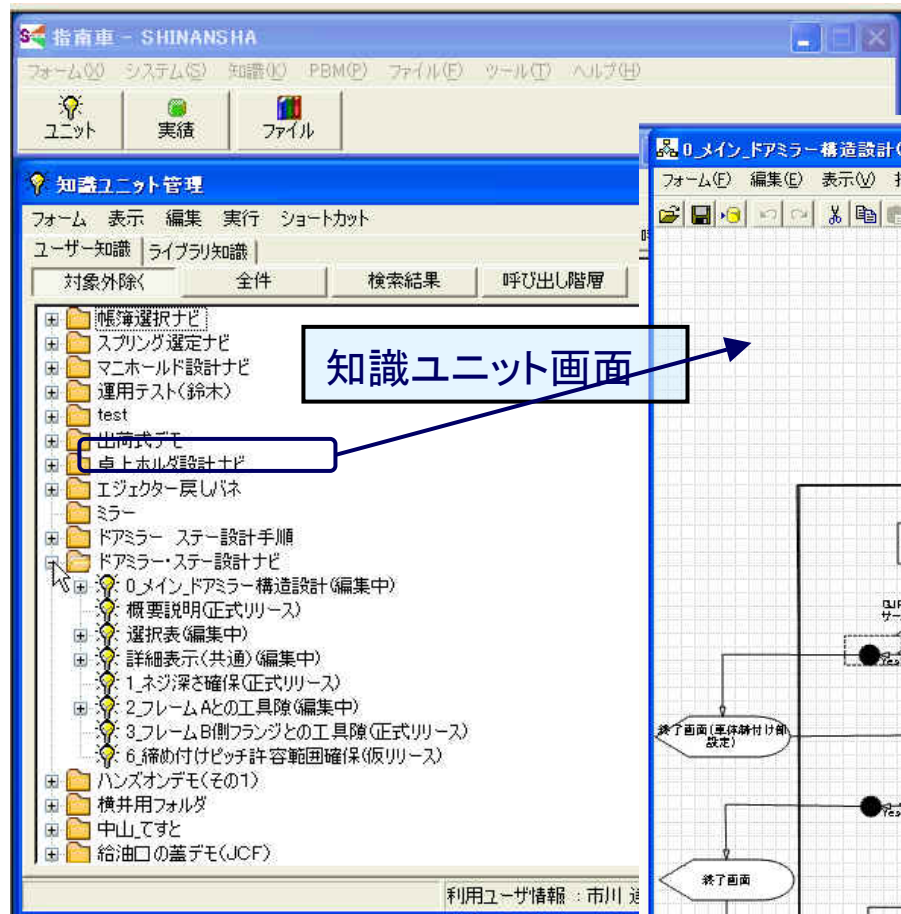 指南車 - SHINANSHA
フォーム(X) システム(S) 知識(K) PBM(P) ファイル(F) ツール(T) ヘルプ(H)
ユニット 実績 ファイル
知識ユニット管理
フォーム 表示 編集 実行 ショートカット
ユーザー知識 ライブラリ知識
対象外除く 全件 検索結果 呼び出し階層
帳簿選択ナビ
スプリング選定ナビ
マニホールド設計ナビ
運用テスト(鈴木)
test
出荷式デモ
卓上ホルダ設計ナビ
エジェクター戻しバネ
ミラー
ドアミラー ステー設計手順
ドアミラー・ステー設計ナビ
0_メイン_ドアミラー構造設計(編集中)
概要説明(正式リリース)
選択表(編集中)
詳細表示(共通)(編集中)
1_ネジ深さ確保(正式リリース)
2_フレームAとの工具隙(編集中)
3_フレームB側フランジとの工具隙(正式リリース)
6_締め付けピッチ許容範囲確保(仮リリース)
ハンズオンデモ(その1)
横井用フォルダ
中山_てすと
給油口の蓋デモ(JCF)
利用ユーザ情報 : 市川
知識ユニット画面
0_メイン_ドアミラー構造設計(
フォーム(F) 編集(E) 表示(V)
Yes
終了画面(車体締付け部
設定)
Yes
終了画面